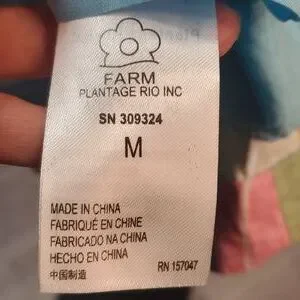 FARM
PLANTAGE RIO INC
SN 309324
M
MADE IN CHINA
FABRIQUÉ EN CHINE
FABRICADO NA CHINA
HECHO EN CHINA
中国制造
RN 157047